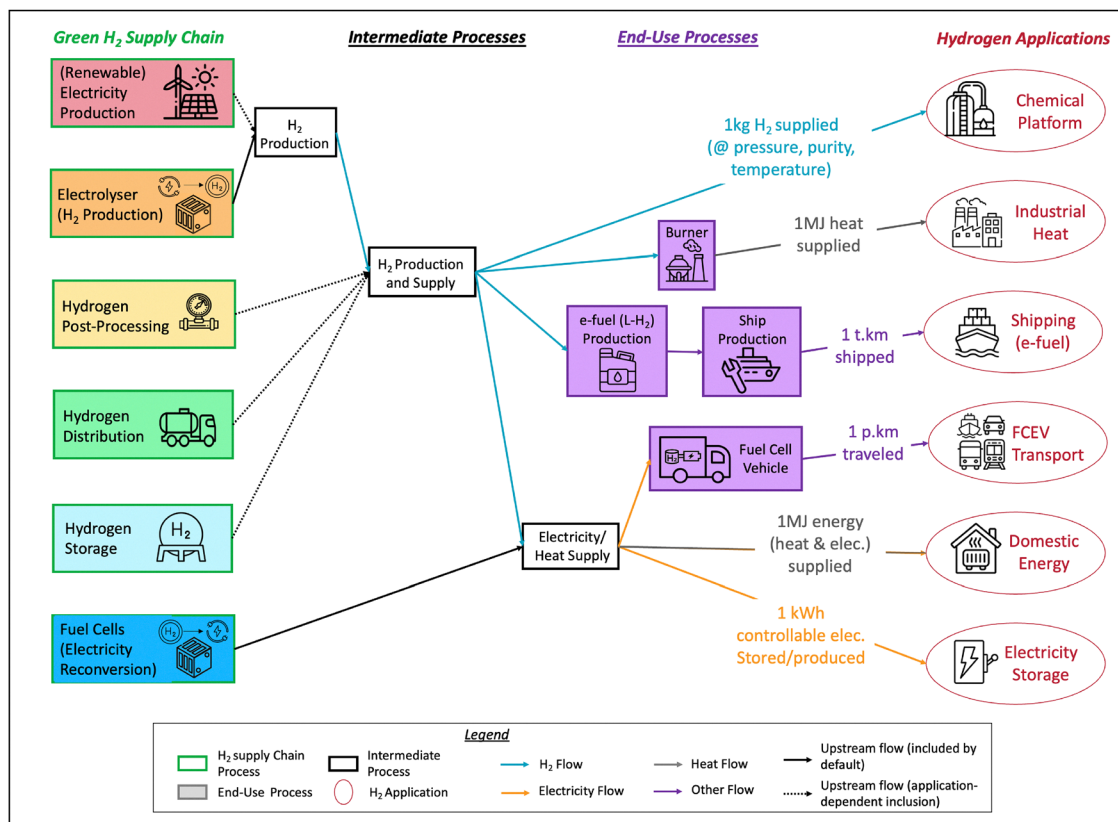 Green H₂ Supply Chain
Intermediate Processes
End-Use Processes
Hydrogen Applications
(Renewable)
Electricity
Production
H₂
Production
Electrolyser
(H₂ Production)
H₂
H₂ Production
and Supply
Hydrogen
Post-Processing
Hydrogen
Distribution
Hydrogen
Storage
H₂
Fuel Cells
(Electricity
Reconversion)
H₂
Electricity/
Heat Supply
1kg H₂ supplied
(@ pressure, purity,
temperature)
Chemical
Platform
Burner
1MJ heat
supplied
Industrial
Heat
e-fuel (L-H₂)
Production
Ship
Production
1 t.km
shipped
Shipping
(e-fuel)
H₂
Fuel Cell
Vehicle
1 p.km
traveled
FCEV
Transport
1MJ energy
(heat & elec.)
supplied
Domestic
Energy
1 kWh
controllable elec.
Stored/produced
Electricity
Storage
Legend
H₂ supply Chain
Process
Intermediate
Process
H₂ Flow
Heat Flow
Upstream flow (included by
default)
End-Use Process
H₂ Application
Electricity Flow
Other Flow
Upstream flow (application-
dependent inclusion)